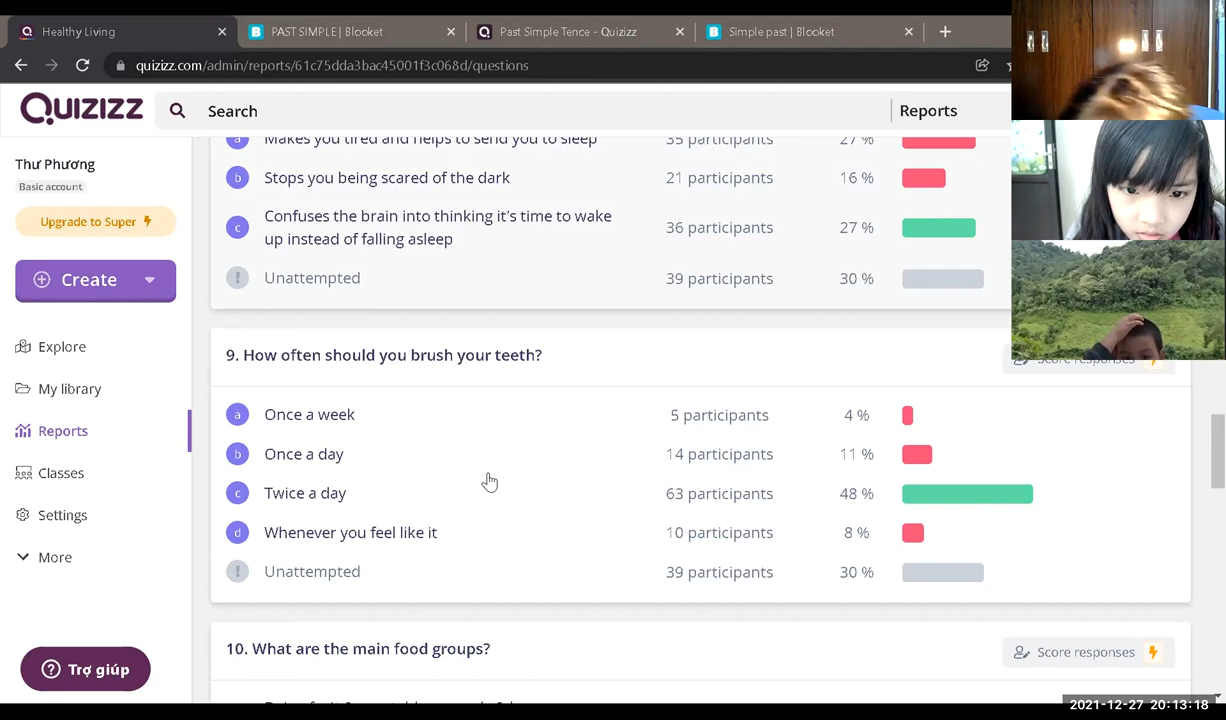 Healthy Living
PAST SIMPLE | Blooket
Past Simple Tence - Quizizz
Simple past | Blooket
quizizz.com/admin/reports/61c75dda3bac45001f3c068d/questions
QUIZIZZ
Search
Reports
Thư Phương
Basic account
Upgrade to Super
Create
Explore
My library
Reports
Classes
Settings
More
Trợ giúp
a Makes you tired and helps to send you to sleep 35 participants 27 %
b Stops you being scared of the dark 21 participants 16 %
c Confuses the brain into thinking it's time to wake
up instead of falling asleep 36 participants 27 %
! Unattempted 39 participants 30 %
9. How often should you brush your teeth?
Score responses
a Once a week 5 participants 4 %
b Once a day 14 participants 11 %
c Twice a day 63 participants 48 %
d Whenever you feel like it 10 participants 8 %
! Unattempted 39 participants 30 %
10. What are the main food groups?
Score responses
2021-12-27 20:13:18